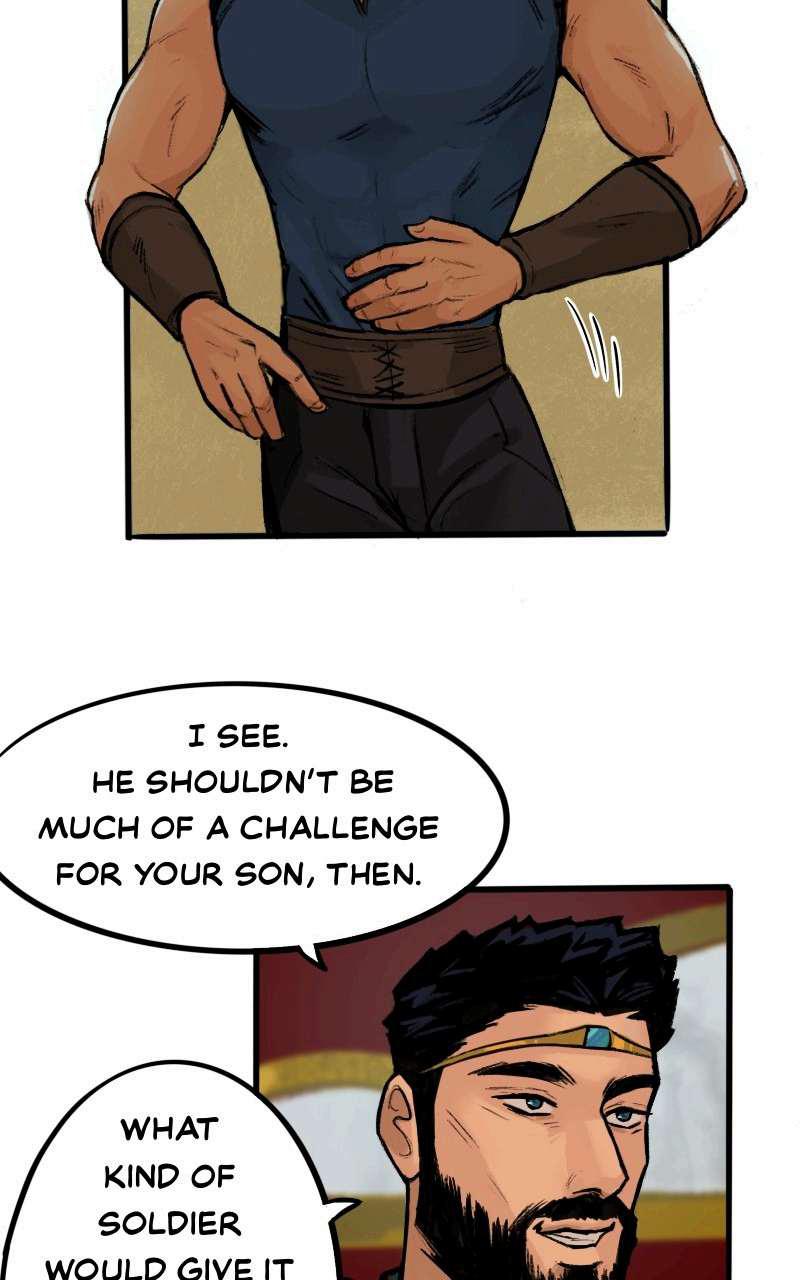 I SEE.
HE SHOULDN'T BE
MUCH OF A CHALLENGE
FOR YOUR SON, THEN.
WHAT
KIND OF
SOLDIER
WOULD GIVE IT